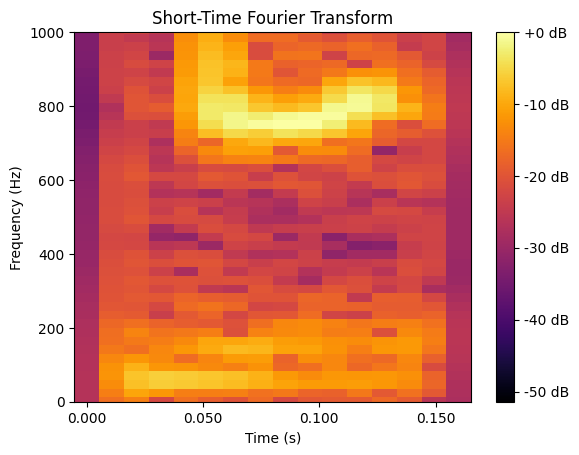 Short-Time Fourier Transform
1000
800
600
400
200
0
Frequency (Hz)
0.000
0.050
0.100
0.150
Time (s)
+0 dB
-10 dB
-20 dB
-30 dB
-40 dB
-50 dB